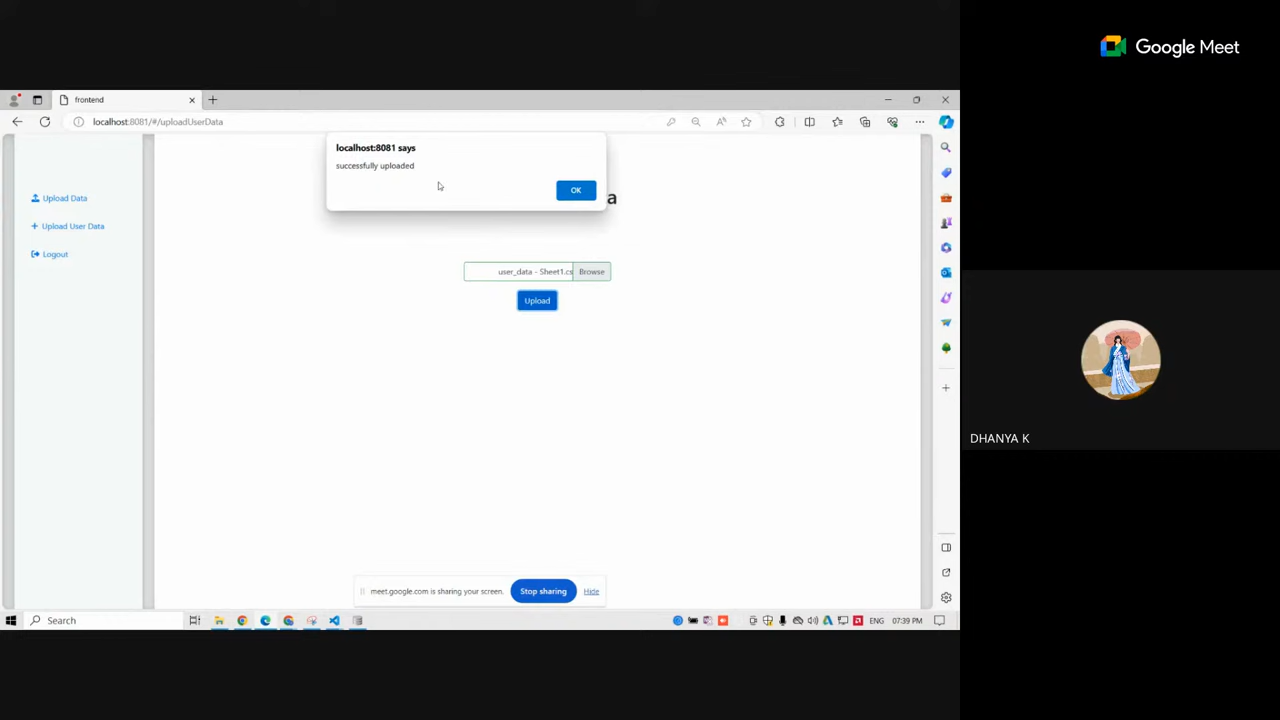 Google Meet
frontend
localhost:8081/#/uploadUserData
localhost:8081 says
successfully uploaded
OK
a
Upload Data
Upload User Data
Logout
user_data - Sheet1.cs
Browse
Upload
DHANYA K
meet.google.com is sharing your screen.
Stop sharing
Hide
Search
ENG
07:39 PM